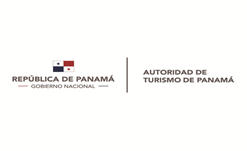 REPÚBLICA DE PANAMÁ
GOBIERNO NACIONAL
AUTORIDAD DE
TURISMO DE PANAMÁ